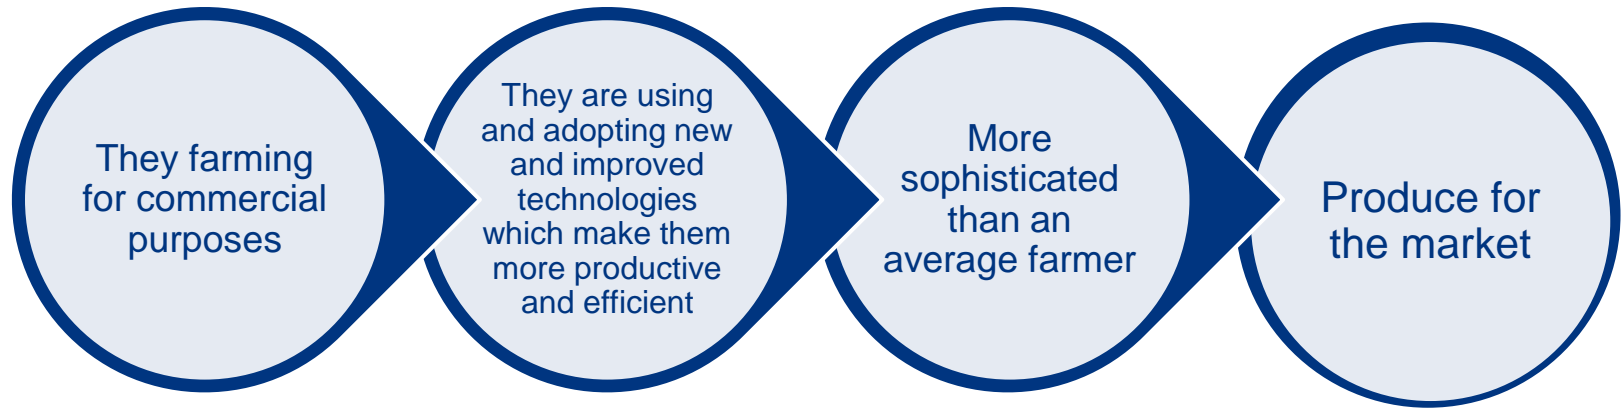 They farming
for commercial
purposes
They are using
and adopting new
and improved
technologies
which make them
more productive
and efficient
More
sophisticated
than an
average farmer
Produce for
the market